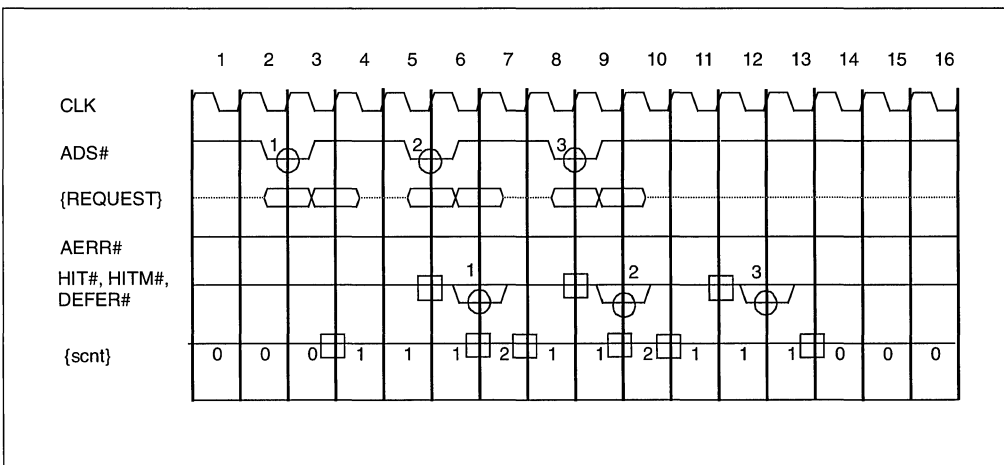 1 2 3 4 5 6 7 8 9 10 11 12 13 14 15 16
CLK
ADS# 1 2 3
{REQUEST}
AERR#
HIT#, HITM#, 1 2 3
DEFER#
{scnt} 0 0 0 1 1 1 2 1 1 2 1 1 1 0 0 0